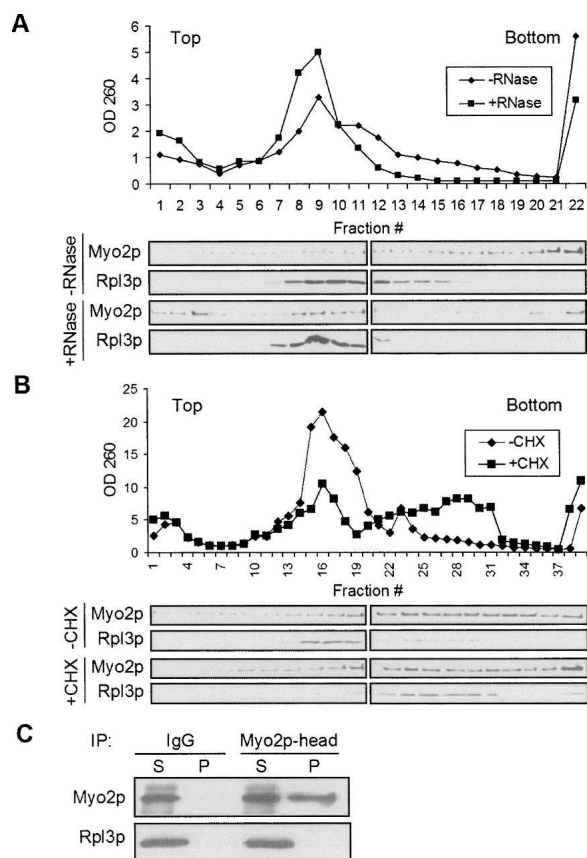 A
Top
Bottom
6
5
4
3
2
1
0
OD 260
-RNase
+RNase
1 2 3 4 5 6 7 8 9 10 11 12 13 14 15 16 17 18 19 20 21 22
Fraction #
-RNase
Myo2p
Rpl3p
+RNase
Myo2p
Rpl3p
B
Top
Bottom
25
20
15
10
5
0
OD 260
-CHX
+CHX
1 4 7 10 13 16 19 22 25 28 31 34 37
Fraction #
-CHX
Myo2p
Rpl3p
+CHX
Myo2p
Rpl3p
C
IP: IgG Myo2p-head
S P S P
Myo2p
Rpl3p